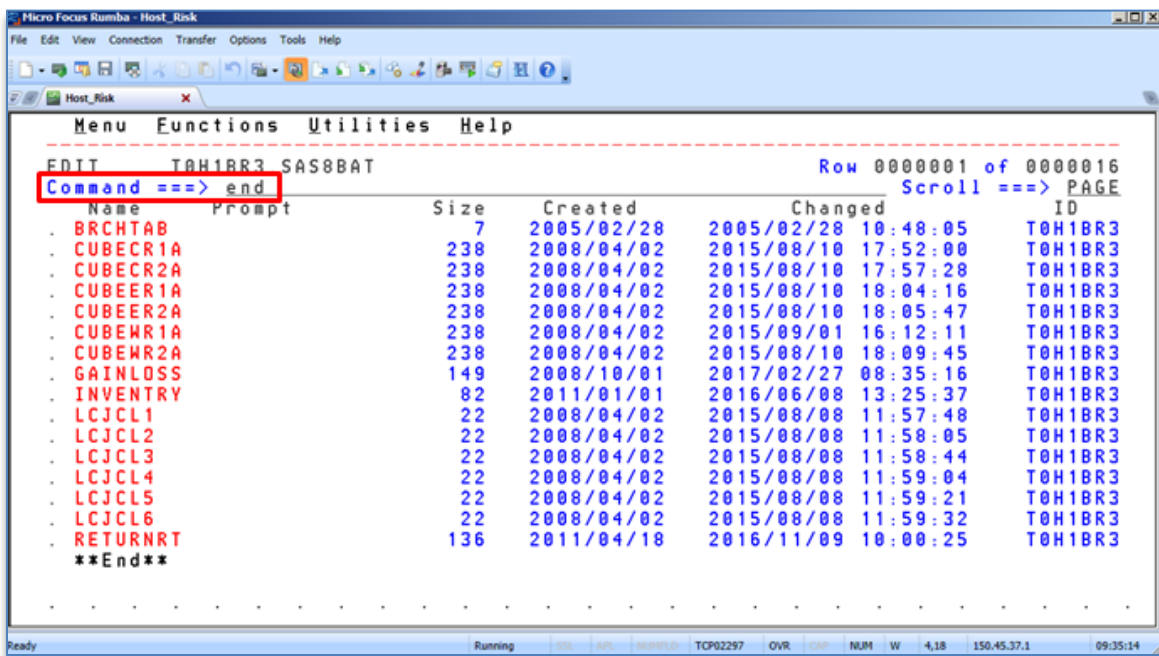 Micro Focus Rumba - Host_Risk
File Edit View Connection Transfer Options Tools Help
Host_Risk
Menu Functions Utilities Help
EDIT T0H1BR3 SAS8BAT Row 0000001 of 0000016
Command ===> end Scroll ===> PAGE
Name Prompt Size Created Changed ID
. BRCHTAB 7 2005/02/28 2005/02/28 10:48:05 T0H1BR3
. CUBECR1A 238 2008/04/02 2015/08/10 17:52:00 T0H1BR3
. CUBECR2A 238 2008/04/02 2015/08/10 17:57:28 T0H1BR3
. CUBEER1A 238 2008/04/02 2015/08/10 18:04:16 T0H1BR3
. CUBEER2A 238 2008/04/02 2015/08/10 18:05:47 T0H1BR3
. CUBEWR1A 238 2008/04/02 2015/09/01 16:12:11 T0H1BR3
. CUBEWR2A 238 2008/04/02 2015/08/10 18:09:45 T0H1BR3
. GAINLOSS 149 2008/10/01 2017/02/27 08:35:16 T0H1BR3
. INVENTRY 82 2011/01/01 2016/06/08 13:25:37 T0H1BR3
. LCJCL1 22 2008/04/02 2015/08/08 11:57:48 T0H1BR3
. LCJCL2 22 2008/04/02 2015/08/08 11:58:05 T0H1BR3
. LCJCL3 22 2008/04/02 2015/08/08 11:58:44 T0H1BR3
. LCJCL4 22 2008/04/02 2015/08/08 11:59:04 T0H1BR3
. LCJCL5 22 2008/04/02 2015/08/08 11:59:21 T0H1BR3
. LCJCL6 22 2008/04/02 2015/08/08 11:59:32 T0H1BR3
. RETURNRT 136 2011/04/18 2016/11/09 10:00:25 T0H1BR3
**End**
. . . . . . . . . . . . . . . . . . . . . . . . . . .
Ready Running SSL APL NUMFLD TCP02297 OVR CAP NUM W 4,18 150.45.37.1 09:35:14